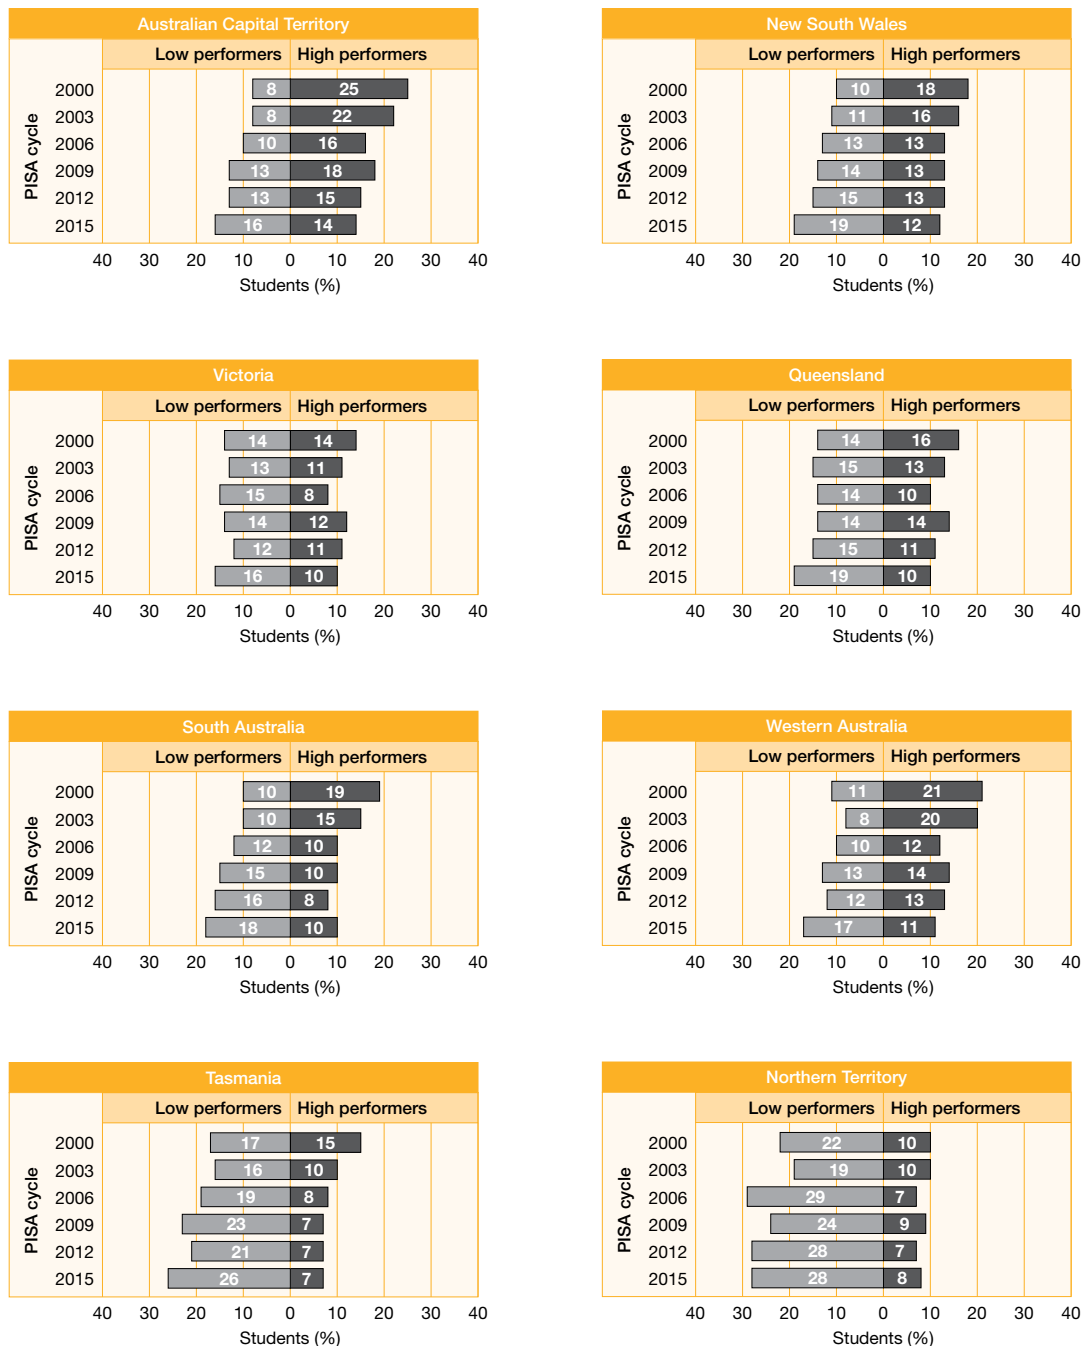 Australian Capital Territory
Low performers High performers
PISA cycle
2000 8 25
2003 8 22
2006 10 16
2009 13 18
2012 13 15
2015 16 14
40 30 20 10 0 10 20 30 40
Students (%)
New South Wales
Low performers High performers
PISA cycle
2000 10 18
2003 11 16
2006 13 13
2009 14 13
2012 15 13
2015 19 12
40 30 20 10 0 10 20 30 40
Students (%)
Victoria
Low performers High performers
PISA cycle
2000 14 14
2003 13 11
2006 15 8
2009 14 12
2012 12 11
2015 16 10
40 30 20 10 0 10 20 30 40
Students (%)
Queensland
Low performers High performers
PISA cycle
2000 14 16
2003 15 13
2006 14 10
2009 14 14
2012 15 11
2015 19 10
40 30 20 10 0 10 20 30 40
Students (%)
South Australia
Low performers High performers
PISA cycle
2000 10 19
2003 10 15
2006 12 10
2009 15 10
2012 16 8
2015 18 10
40 30 20 10 0 10 20 30 40
Students (%)
Western Australia
Low performers High performers
PISA cycle
2000 11 21
2003 8 20
2006 10 12
2009 13 14
2012 12 13
2015 17 11
40 30 20 10 0 10 20 30 40
Students (%)
Tasmania
Low performers High performers
PISA cycle
2000 17 15
2003 16 10
2006 19 8
2009 23 7
2012 21 7
2015 26 7
40 30 20 10 0 10 20 30 40
Students (%)
Northern Territory
Low performers High performers
PISA cycle
2000 22 10
2003 19 10
2006 29 7
2009 24 9
2012 28 7
2015 28 8
40 30 20 10 0 10 20 30 40
Students (%)